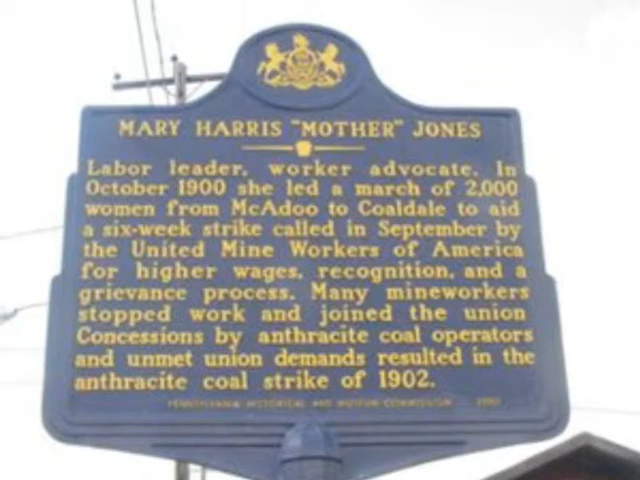 MARY HARRIS "MOTHER" JONES
Labor leader, worker advocate. In
October 1900 she led a march of 2,000
women from McAdoo to Coaldale to aid
a six-week strike called in September by
the United Mine Workers of America
for higher wages, recognition, and a
grievance process. Many mineworkers
stopped work and joined the union
Concessions by anthracite coal operators
and unmet union demands resulted in the
anthracite coal strike of 1902.
PENNSYLVANIA HISTORICAL AND MUSEUM COMMISSION